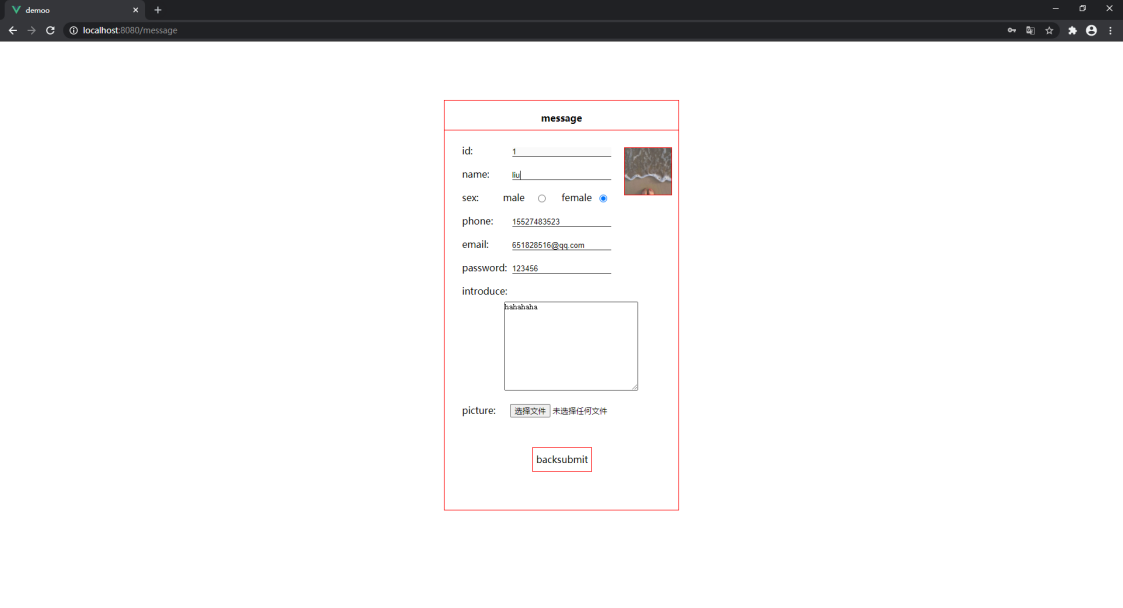 demoo
localhost:8080/message
message
id: 1
name: liu
sex: male female
phone: 15527483523
email: 651828516@qq.com
password: 123456
introduce:
hahahaha
picture: 选择文件 未选择任何文件
backsubmit